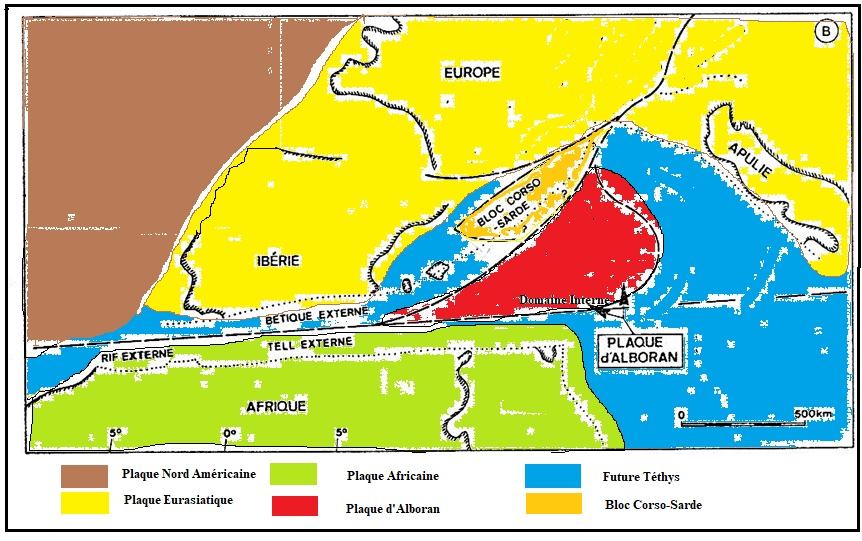 B
EUROPE
APULIE
BLOC CORSO
-SARDE
?
?
IBÉRIE
Domaine Interne
A
BETIQUE EXTERNE
PLAQUE
d'ALBORAN
RIF EXTERNE
TELL EXTERNE
AFRIQUE
0 500km
5° 0° 5°
Plaque Nord Américaine
Plaque Africaine
Future Téthys
Plaque Eurasiatique
Plaque d'Alboran
Bloc Corso-Sarde